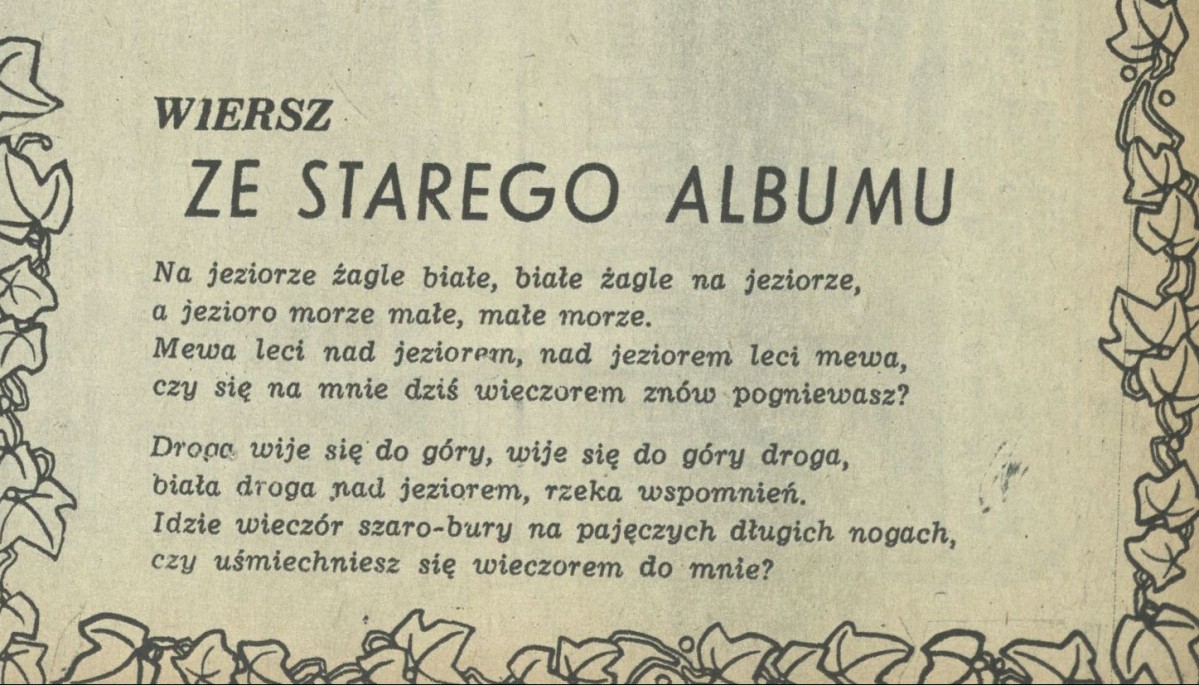 WIERSZ
ZE STAREGO ALBUMU
Na jeziorze żagle białe, białe żagle na jeziorze,
a jezioro morze małe, małe morze.
Mewa leci nad jeziorem, nad jeziorem leci mewa,
czy się na mnie dziś wieczorem znów pogniewasz?
Droga wije się do góry, wije się do góry droga,
biała droga nad jeziorem, rzeka wspomnień.
Idzie wieczór szaro-bury na pajęczych długich nogach,
czy uśmiechniesz się wieczorem do mnie?